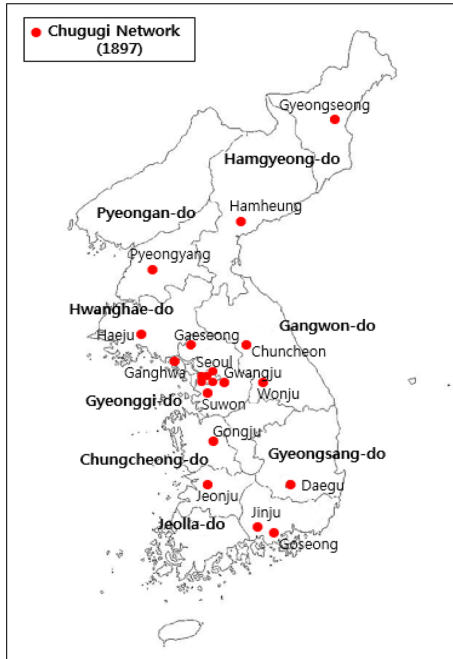 Chugugi Network
(1897)
Gyeongseong
Hamgyeong-do
Pyeongan-do
Hamheung
Pyeongyang
Hwanghae-do
Haeju
Gaeseong
Gangwon-do
Chuncheon
Ganghwa
Seoul
Gwangju
Gyeonggi-do
Suwon
Wonju
Gongju
Chungcheong-do
Gyeongsang-do
Jeonju
Daegu
Jinju
Jeolla-do
Goseong